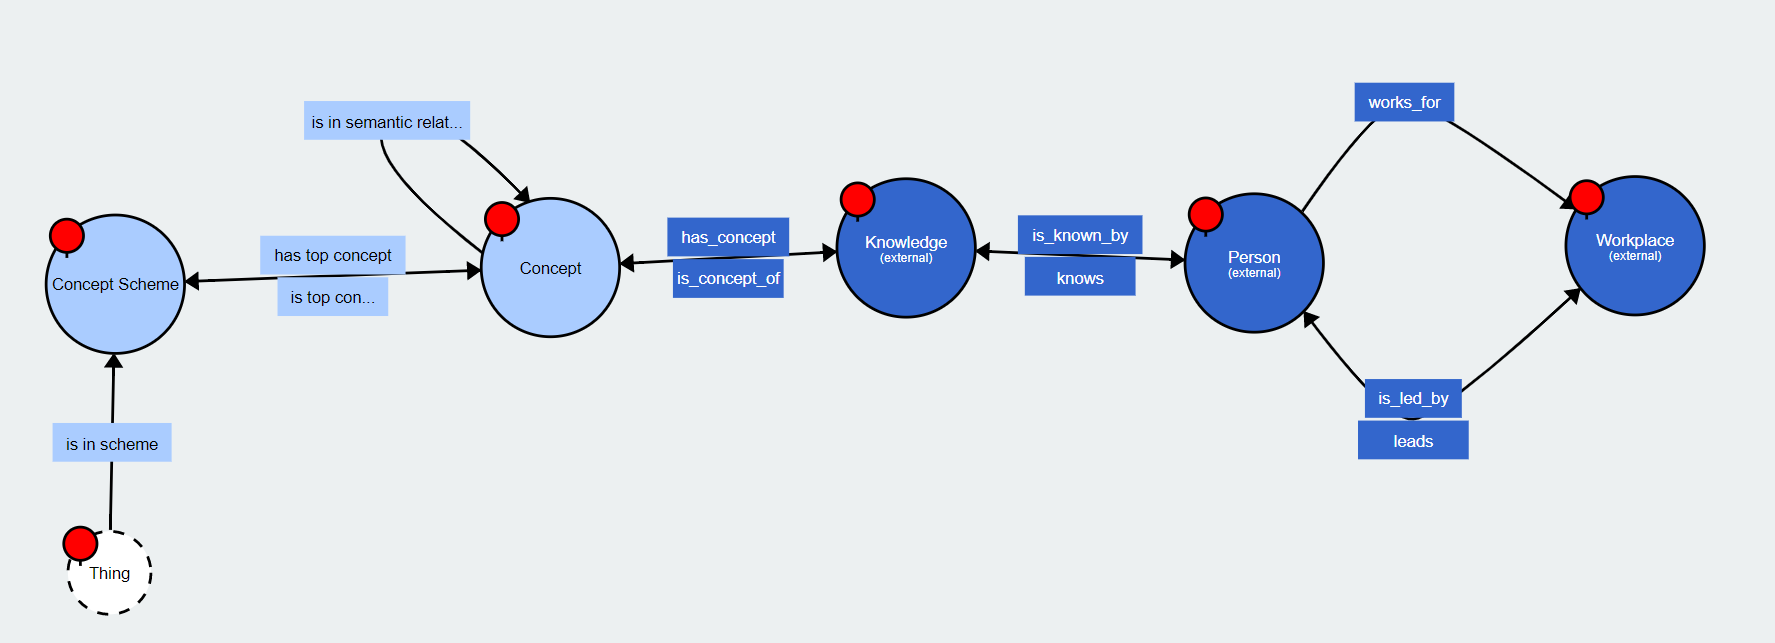 works_for
is in semantic relat...
has_concept
is_known_by
Knowledge
(external)
Workplace
(external)
has top concept
Person
(external)
Concept
is_concept_of
knows
Concept Scheme
is top con...
is_led_by
leads
is in scheme
Thing